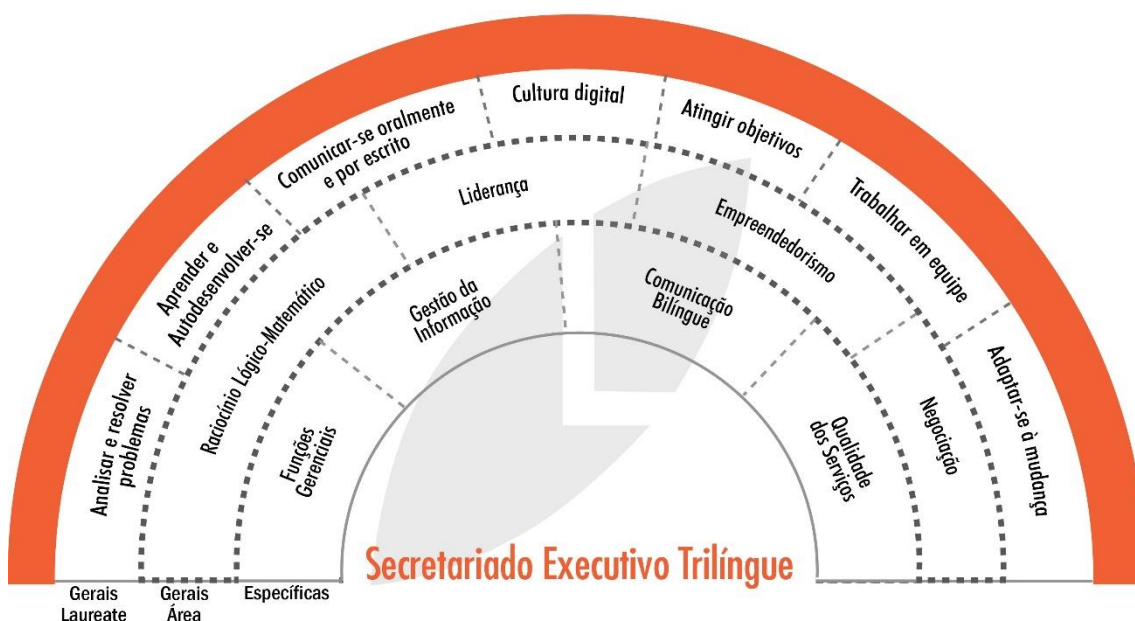 Analisar e resolver
problemas
Aprender e
Autodesenvolver-se
Comunicar-se oralmente
e por escrito
Cultura digital
Atingir objetivos
Trabalhar em equipe
Adaptar-se à mudança
Raciocínio Lógico-Matemático
Liderança
Empreendedorismo
Negociação
Funções
Gerenciais
Gestão da
Informação
Comunicação
Bilíngue
Qualidade
dos Serviços
Secretariado Executivo Trilíngue
Gerais
Laureate
Gerais
Área
Específicas